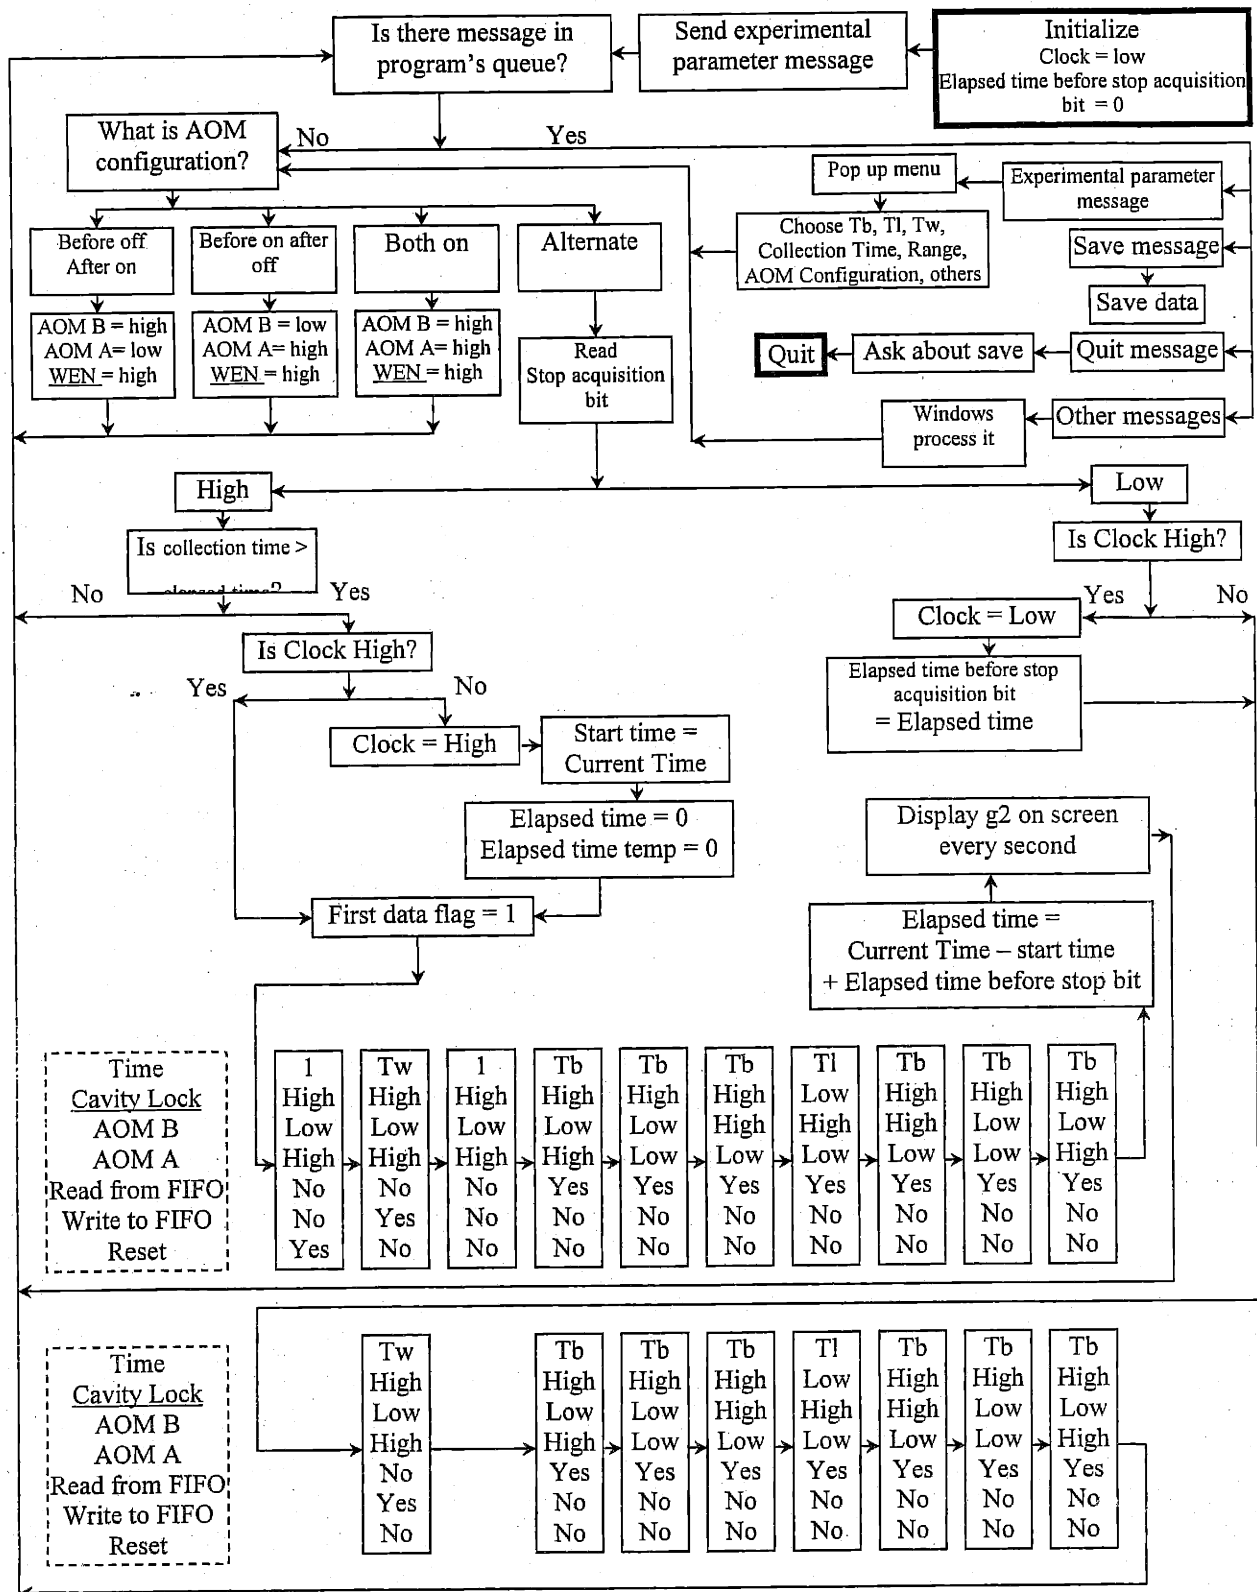 Is there message in
program's queue?
Send experimental
parameter message
Initialize
Clock = low
Elapsed time before stop acquisition
bit = 0
What is AOM
configuration?
No
Yes
Pop up menu
Experimental parameter
message
Choose Tb, Tl, Tw,
Collection Time, Range,
AOM Configuration, others
Save message
Save data
Quit
Ask about save
Quit message
Windows
process it
Other messages
Before off
After on
Before on after
off
Both on
Alternate
AOM B = high
AOM A= low
WEN = high
AOM B = low
AOM A= high
WEN = high
AOM B = high
AOM A= high
WEN = high
Read
Stop acquisition
bit
High
Low
Is collection time >
elapsed time?
Is Clock High?
No
Yes
Yes
No
Clock = Low
Is Clock High?
Elapsed time before stop
acquisition bit
= Elapsed time
Yes
No
Clock = High
Start time =
Current Time
Elapsed time = 0
Elapsed time temp = 0
Display g2 on screen
every second
First data flag = 1
Elapsed time =
Current Time – start time
+ Elapsed time before stop bit
Time 1 Tw 1 Tb Tb Tb Tl Tb Tb Tb
Cavity Lock High High High High High High Low High High High
AOM B Low Low Low Low Low High High High Low Low
AOM A High High High High Low Low Low Low Low High
Read from FIFO No No No Yes Yes Yes Yes Yes Yes Yes
Write to FIFO No Yes No No No No No No No No
Reset Yes No No No No No No No No No
Time Tw Tb Tb Tb Tl Tb Tb Tb
Cavity Lock High High High High Low High High High
AOM B Low Low Low High High High Low Low
AOM A High High Low Low Low Low Low High
Read from FIFO No Yes Yes Yes Yes Yes Yes Yes
Write to FIFO Yes No No No No No No No
Reset No No No No No No No No